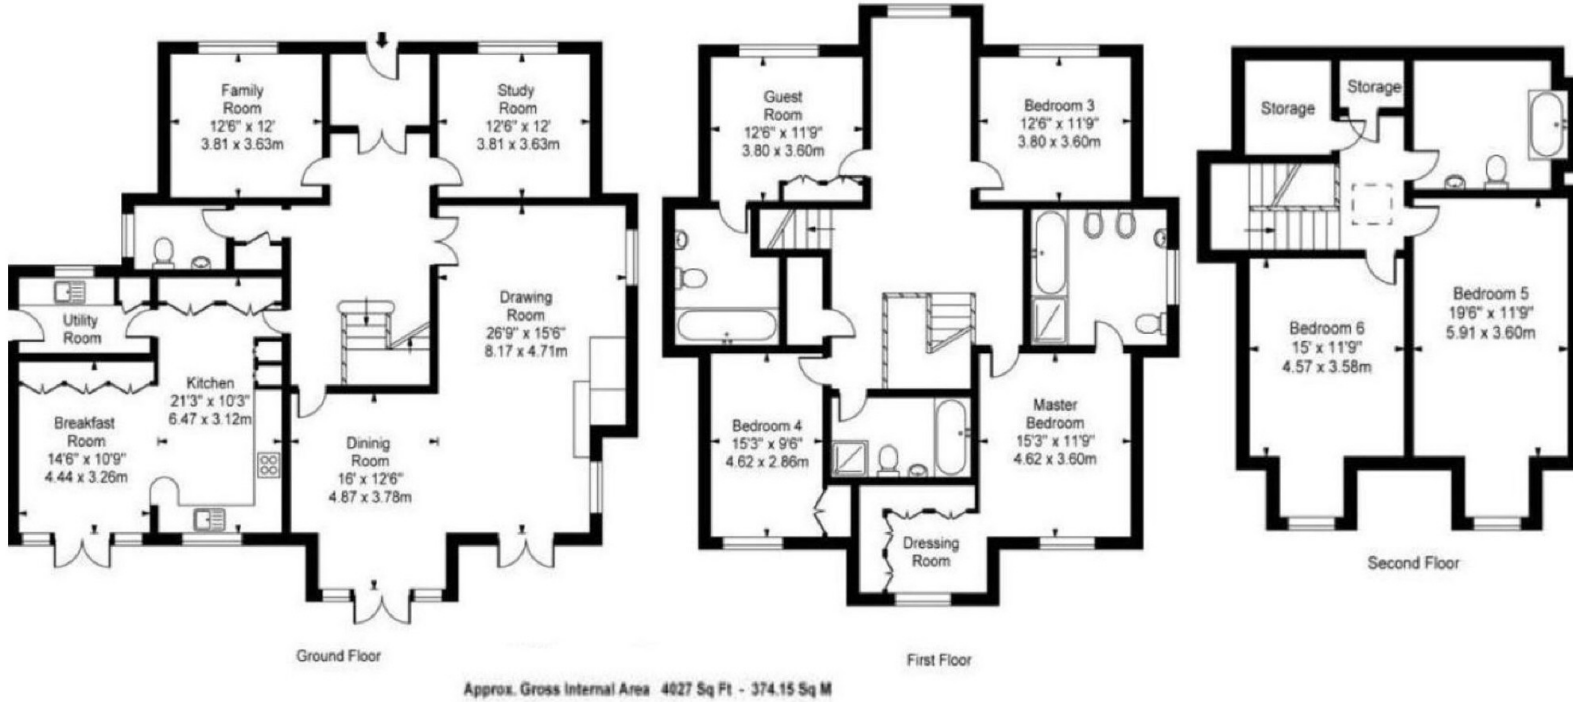 Family
Room
12'6" x 12'
3.81 x 3.63m
Study
Room
12'6" x 12'
3.81 x 3.63m
Utility
Room
Kitchen
21'3" x 10'3"
6.47 x 3.12m
Breakfast
Room
14'6" x 10'9"
4.44 x 3.26m
Drawing
Room
26'9" x 15'6"
8.17 x 4.71m
Dininig
Room
16' x 12'6"
4.87 x 3.78m
Ground Floor
Guest
Room
12'6" x 11'9"
3.80 x 3.60m
Bedroom 3
12'6" x 11'9"
3.80 x 3.60m
Bedroom 4
15'3" x 9'6"
4.62 x 2.86m
Master
Bedroom
15'3" x 11'9"
4.62 x 3.60m
Dressing
Room
First Floor
Storage
Storage
Bedroom 6
15' x 11'9"
4.57 x 3.58m
Bedroom 5
19'6" x 11'9"
5.91 x 3.60m
Second Floor
Approx. Gross Internal Area 4027 Sq Ft - 374.15 Sq M